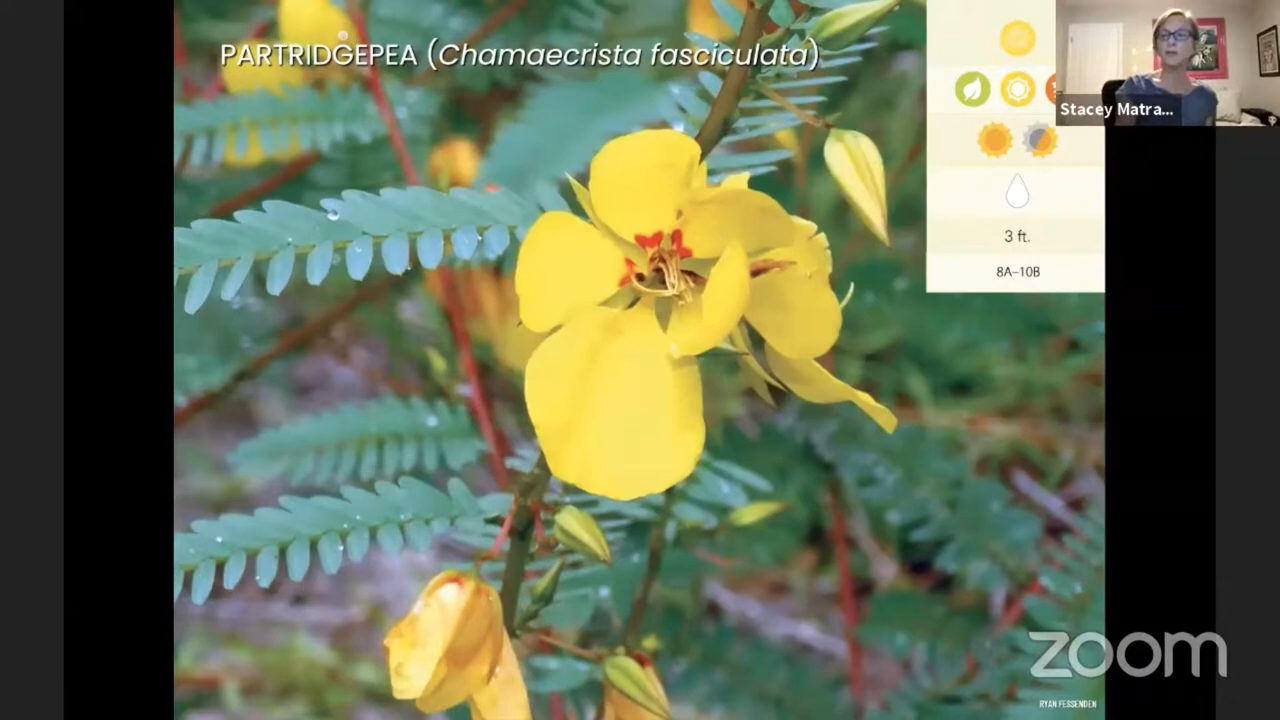 PARTRIDGEPEA (Chamaecrista fasciculata)
Stacey Matra...
3 ft.
8A–10B
zoom
RYAN FESSENDEN